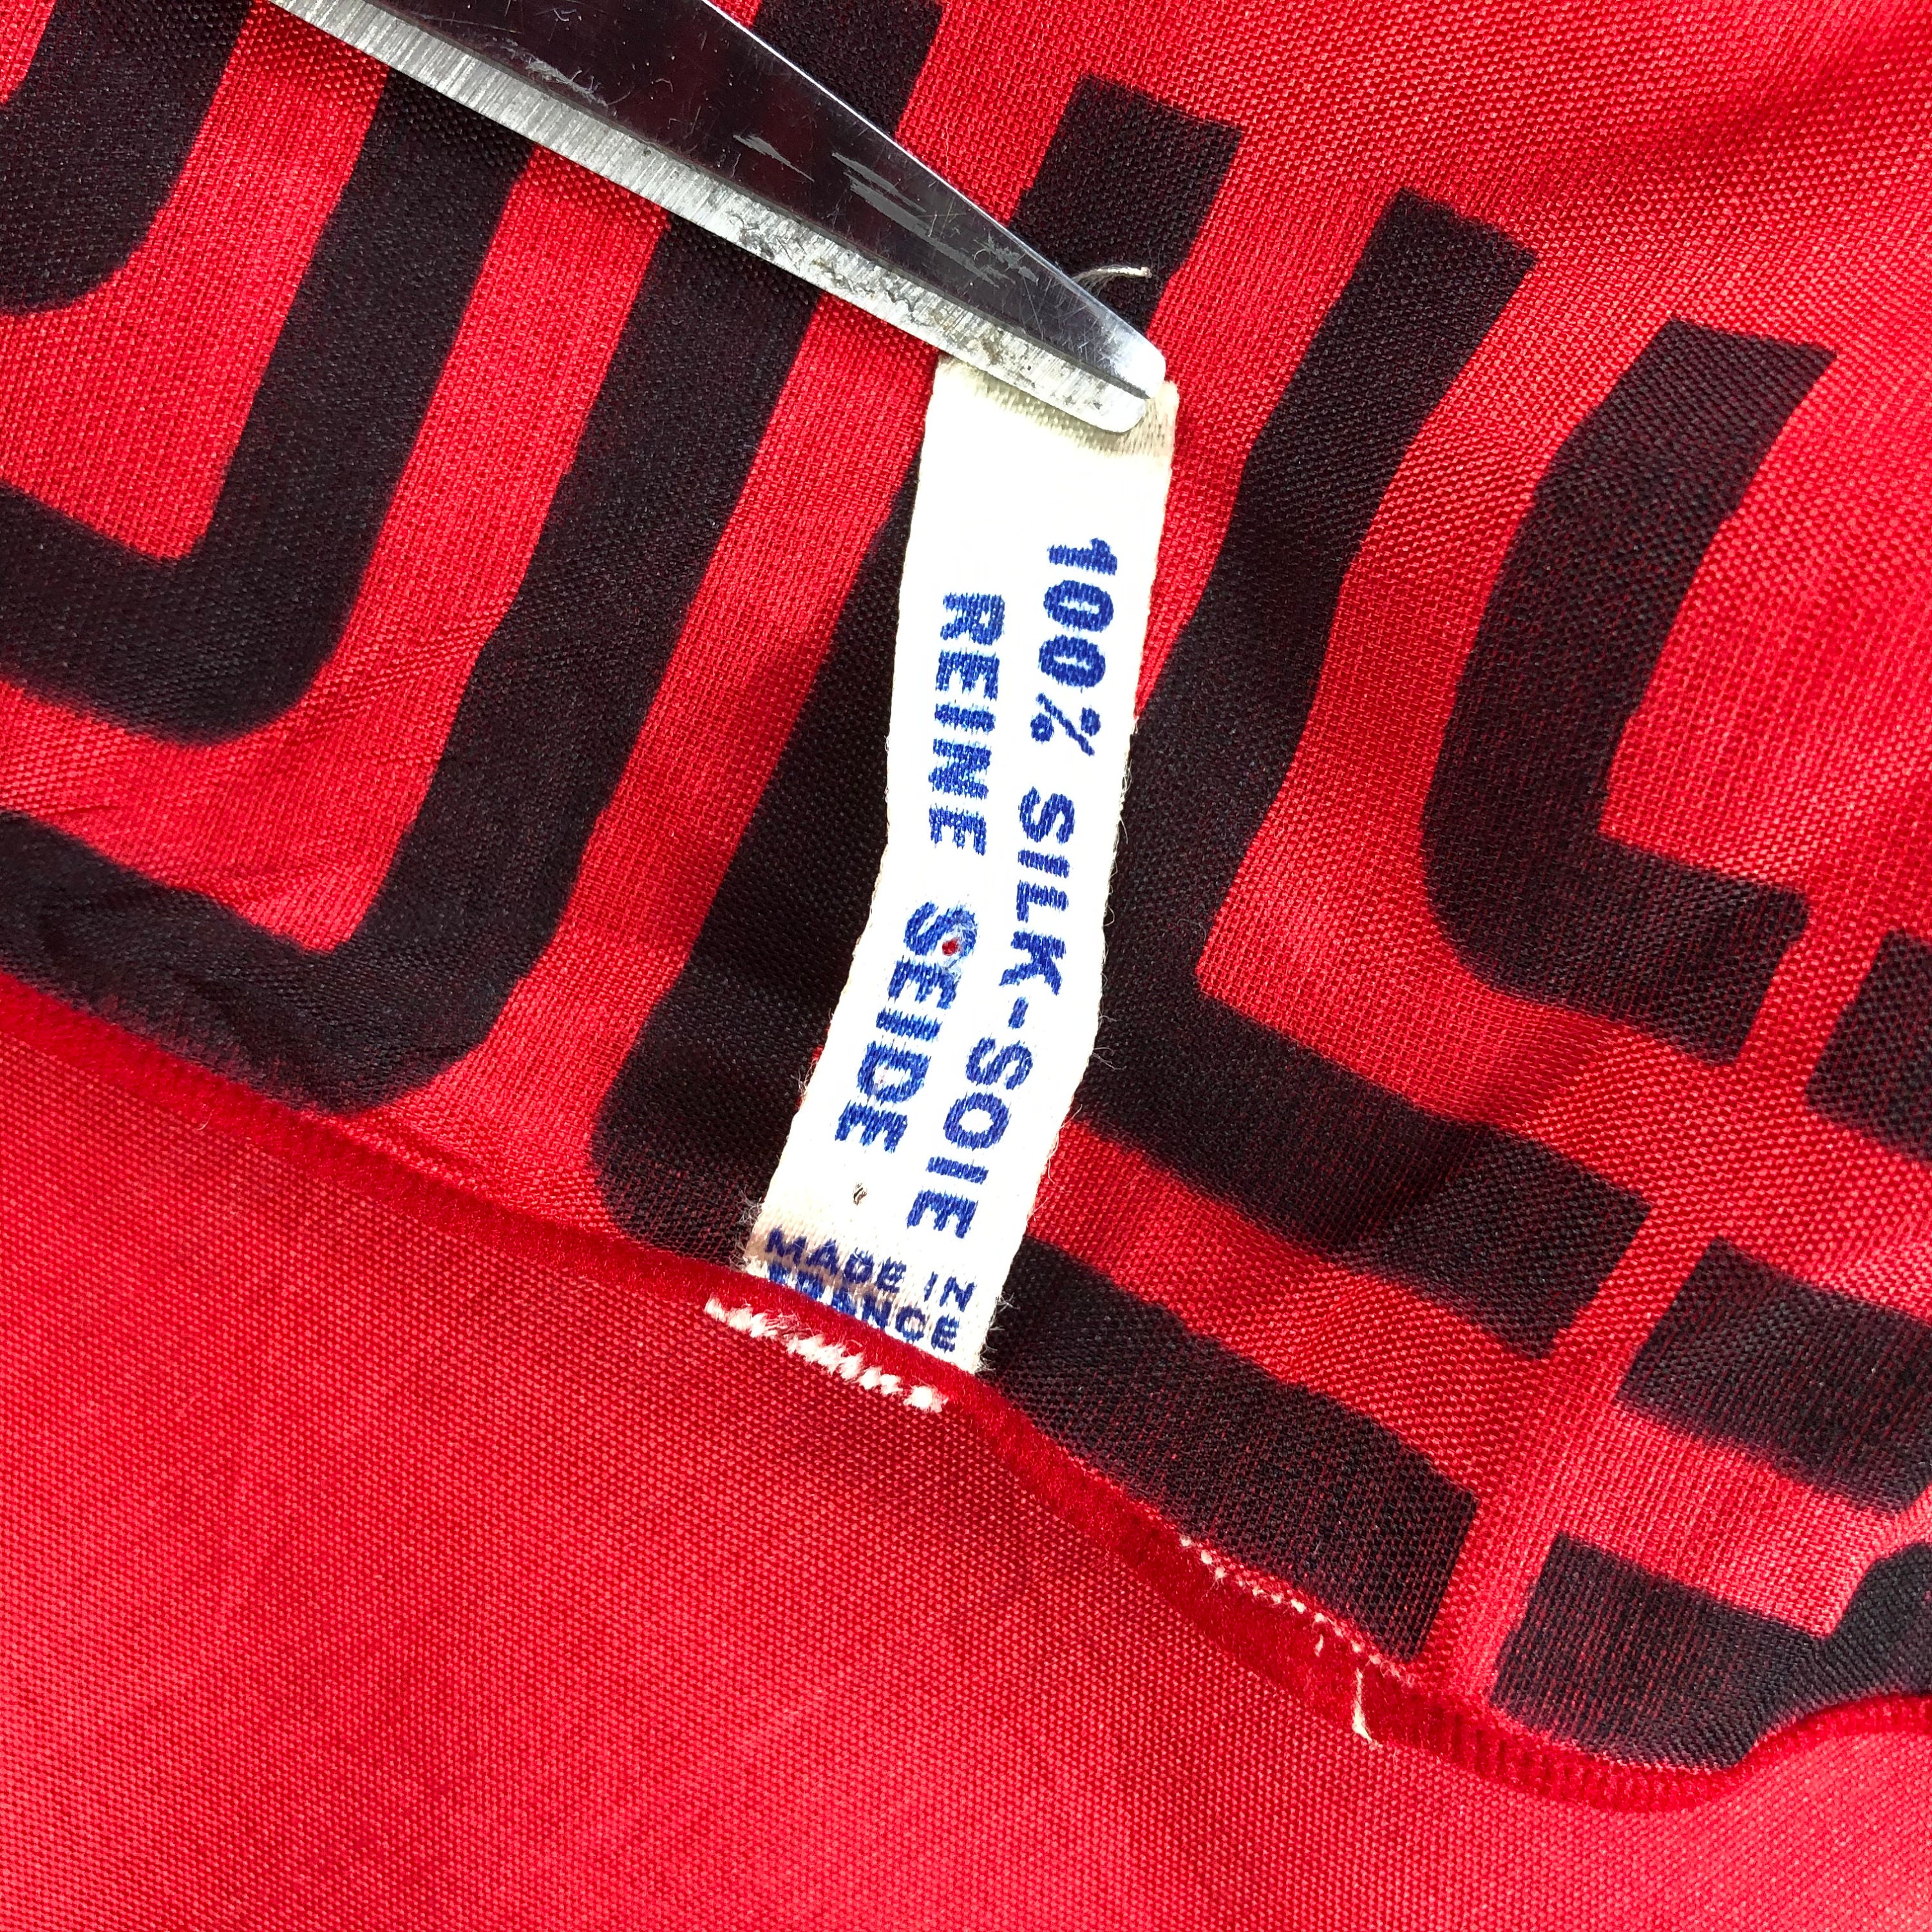 100% SILK-SOIE
REINE SEIDE
MADE IN
FRANCE